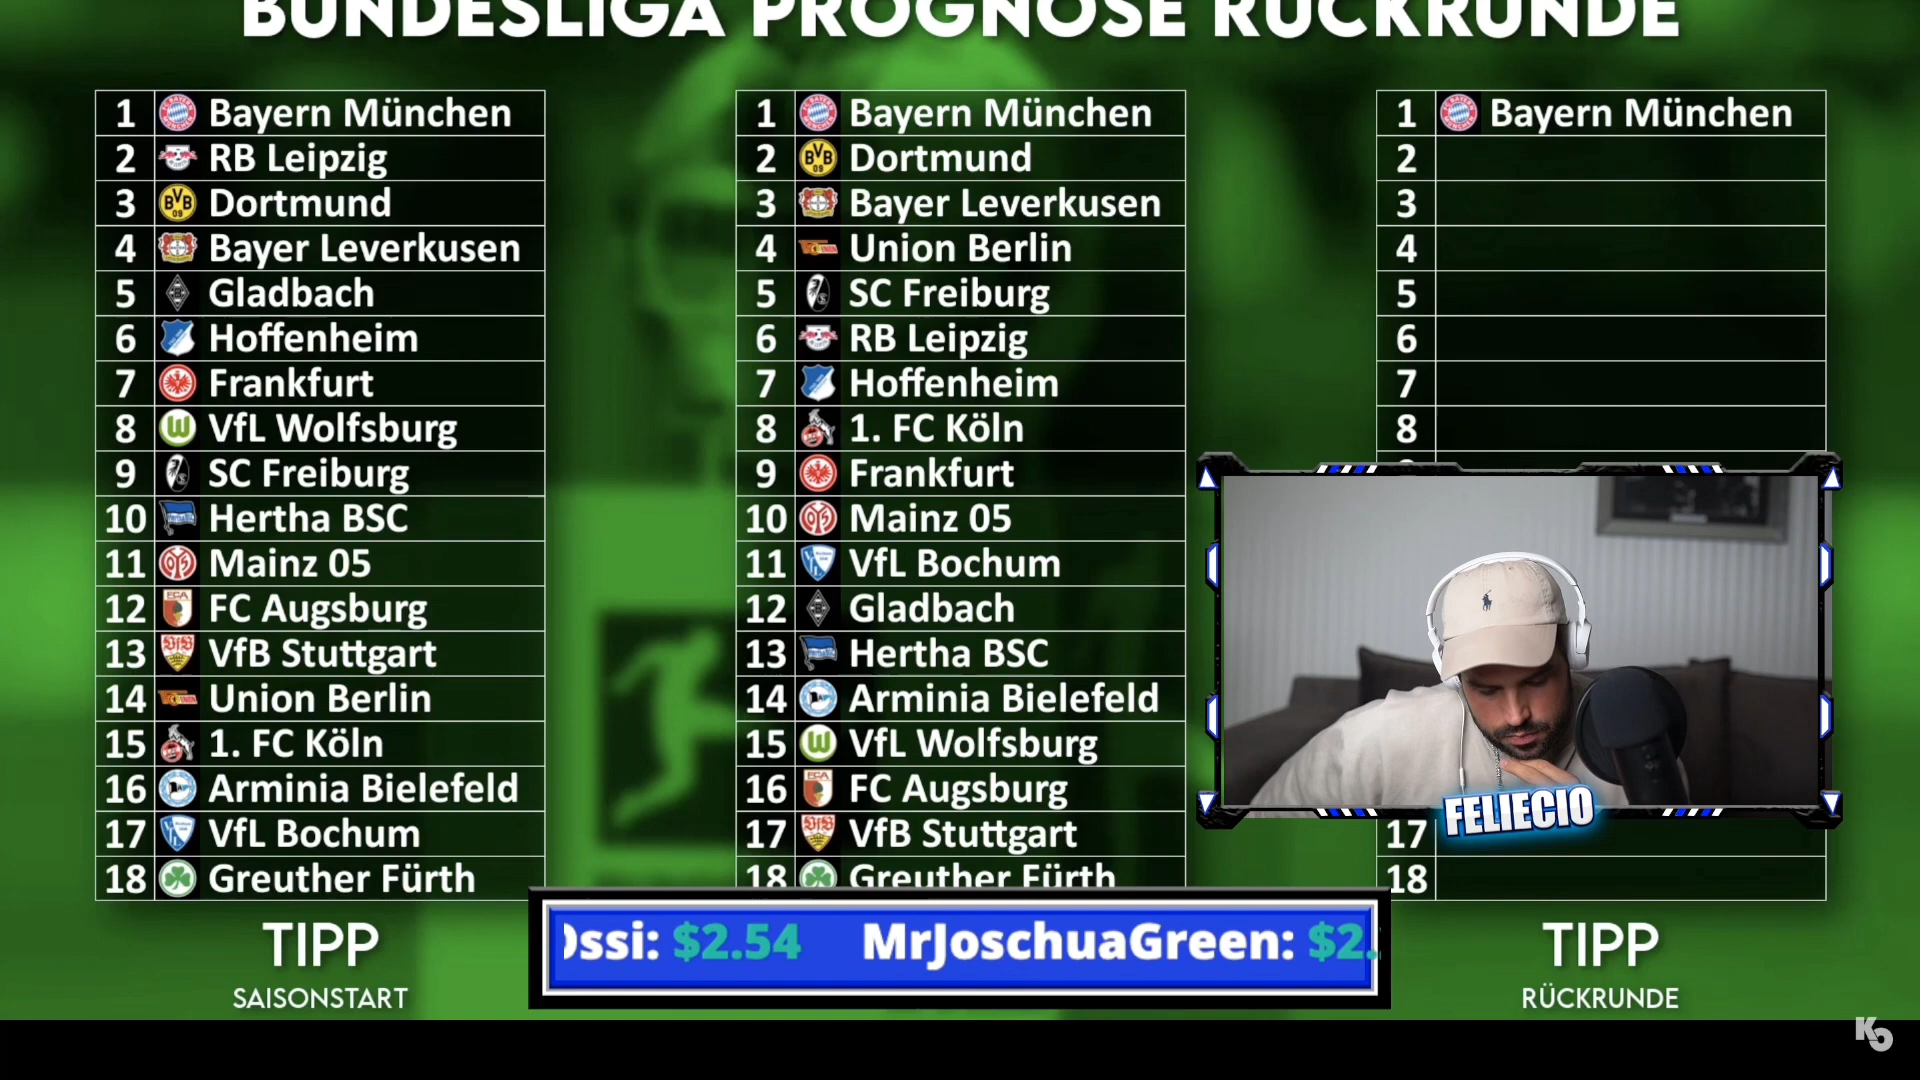 BUNDESLIGA PROGNOSE RÜCKRUNDE
1 Bayern München
2 RB Leipzig
3 Dortmund
4 Bayer Leverkusen
5 Gladbach
6 Hoffenheim
7 Frankfurt
8 VfL Wolfsburg
9 SC Freiburg
10 Hertha BSC
11 Mainz 05
12 FC Augsburg
13 VfB Stuttgart
14 Union Berlin
15 1. FC Köln
16 Arminia Bielefeld
17 VfL Bochum
18 Greuther Fürth
TIPP
SAISONSTART
1 Bayern München
2 Dortmund
3 Bayer Leverkusen
4 Union Berlin
5 SC Freiburg
6 RB Leipzig
7 Hoffenheim
8 1. FC Köln
9 Frankfurt
10 Mainz 05
11 VfL Bochum
12 Gladbach
13 Hertha BSC
14 Arminia Bielefeld
15 VfL Wolfsburg
16 FC Augsburg
17 VfB Stuttgart
18 Greuther Fürth
ssi: $2.54 MrJoschuaGreen: $2.
1 Bayern München
2
3
4
5
6
7
8
FELIECIO
17
18
TIPP
RÜCKRUNDE
KO